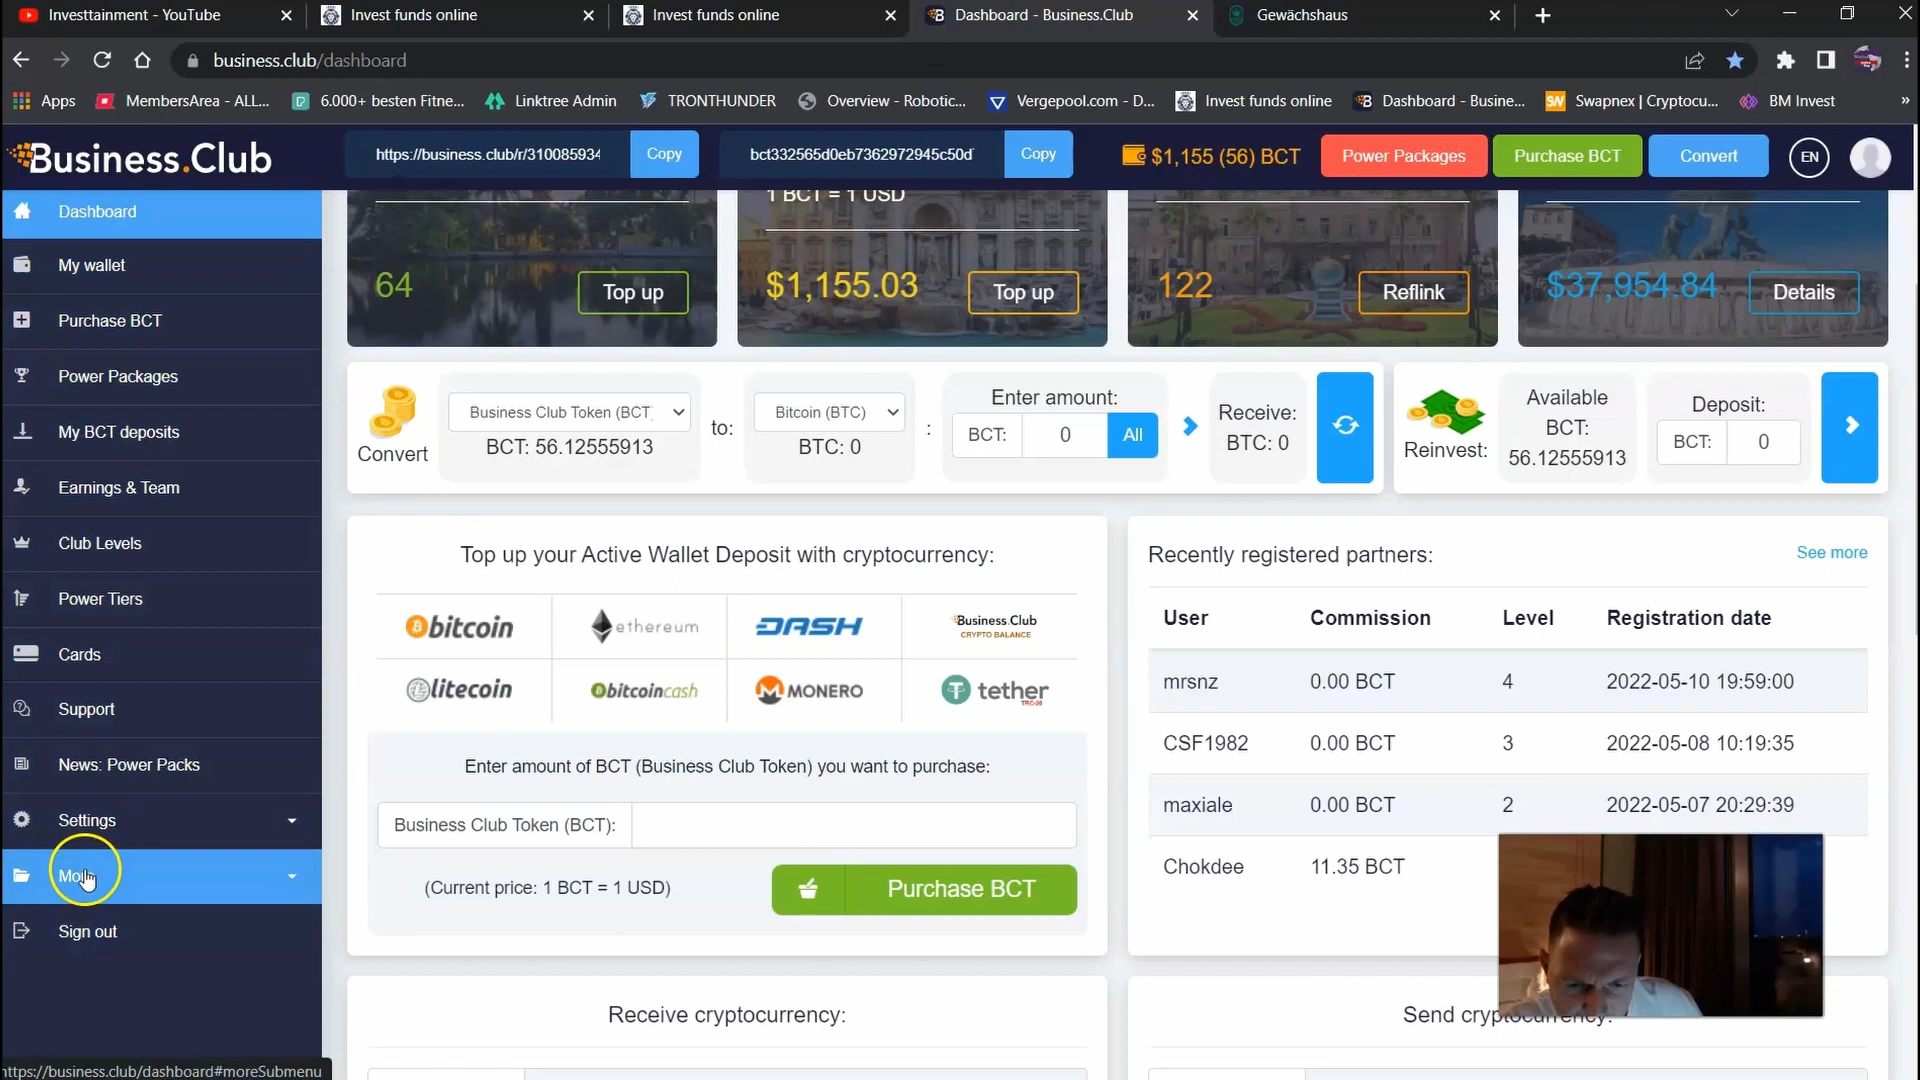 Investtainment - YouTube
Invest funds online
Invest funds online
Dashboard - Business.Club
Gewächshaus
business.club/dashboard
Apps
MembersArea - ALL...
6.000+ besten Fitne...
Linktree Admin
TRONTHUNDER
Overview - Robotic...
Vergepool.com - D...
Invest funds online
Dashboard - Busine...
Swapnex | Cryptocu...
BM Invest
»
Business.Club
https://business.club/r/310085934
Copy
bct332565d0eb7362972945c50d
Copy
$1,155 (56) BCT
Power Packages
Purchase BCT
Convert
EN
Dashboard
My wallet
Purchase BCT
Power Packages
My BCT deposits
Earnings & Team
Club Levels
Power Tiers
Cards
Support
News: Power Packs
Settings
Sign out
https://business.club/dashboard#moreSubmenu
64
Top up
1 BCT = 1 USD
$1,155.03
Top up
122
Reflink
$37,954.84
Details
Convert
Business Club Token (BCT)
BCT: 56.12555913
to:
Bitcoin (BTC)
BTC: 0
:
Enter amount:
BCT:
0
All
Receive:
BTC: 0
Reinvest:
Available
BCT:
56.12555913
Deposit:
BCT:
0
Top up your Active Wallet Deposit with cryptocurrency:
bitcoin
ethereum
DASH
Business.Club
CRYPTO BALANCE
litecoin
bitcoincash
MONERO
tether
TRC-20
Enter amount of BCT (Business Club Token) you want to purchase:
Business Club Token (BCT):
(Current price: 1 BCT = 1 USD)
Purchase BCT
Recently registered partners:
See more
User Commission Level Registration date
mrsnz 0.00 BCT 4 2022-05-10 19:59:00
CSF1982 0.00 BCT 3 2022-05-08 10:19:35
maxiale 0.00 BCT 2 2022-05-07 20:29:39
Chokdee 11.35 BCT
Receive cryptocurrency:
Send cryptocurrency: